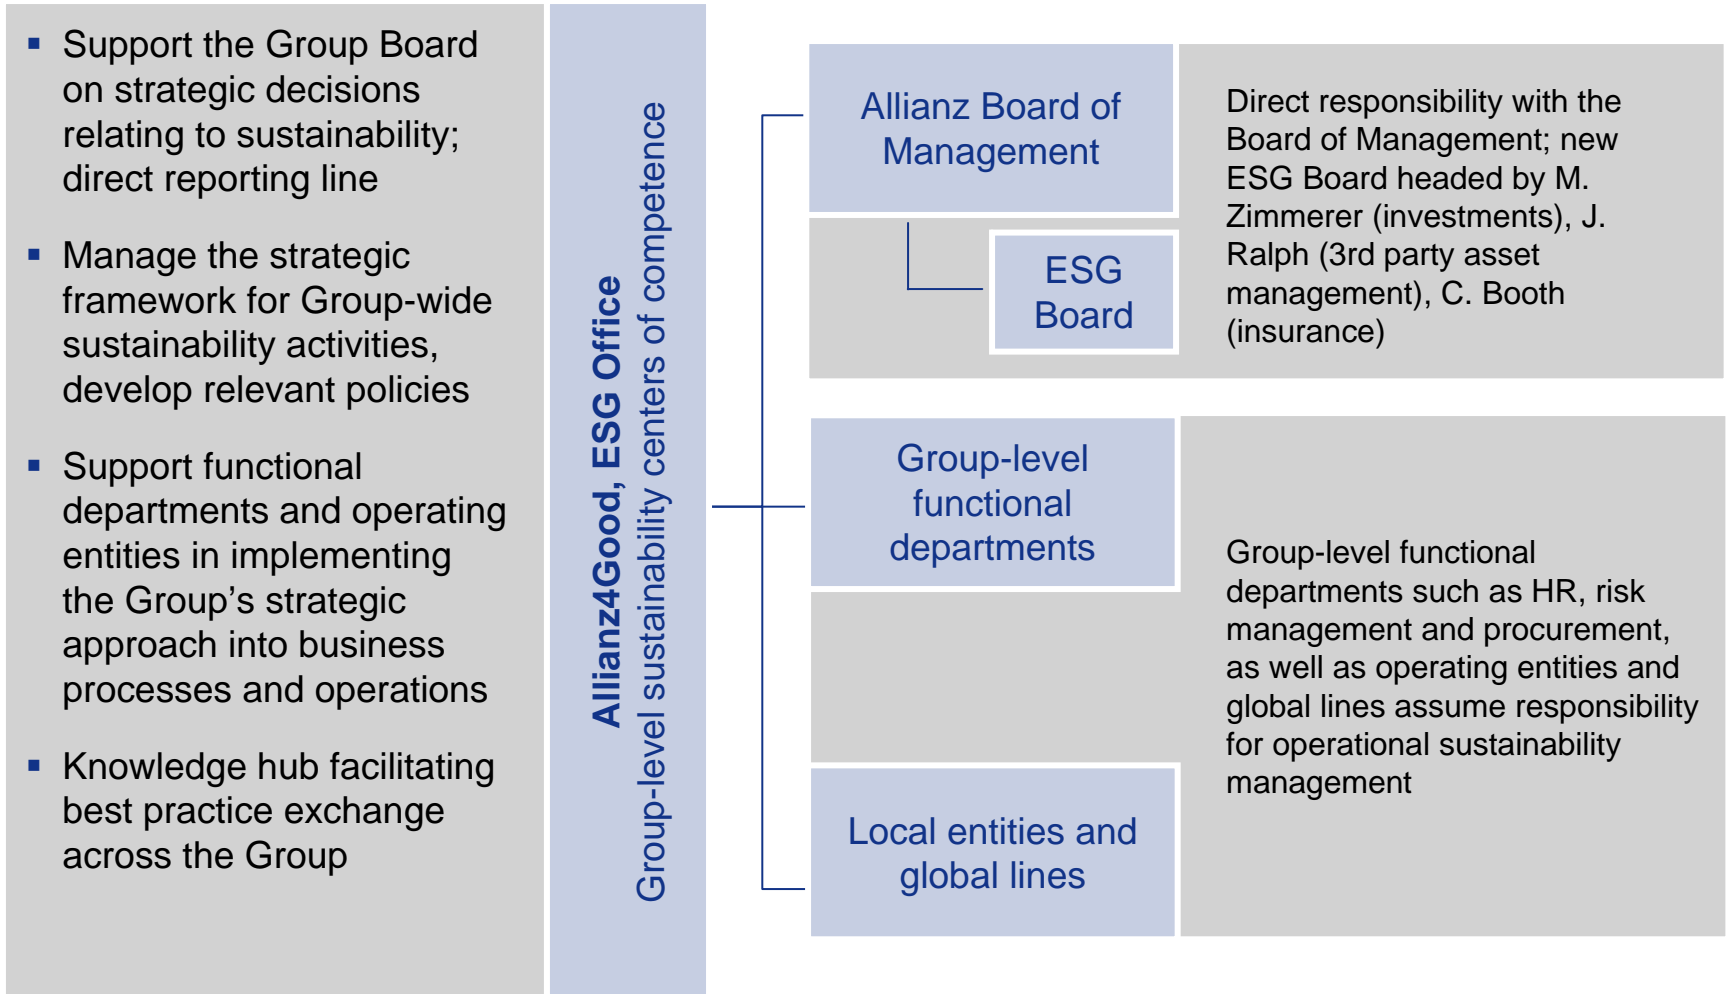 ▪ Support the Group Board
on strategic decisions
relating to sustainability;
direct reporting line
▪ Manage the strategic
framework for Group-wide
sustainability activities,
develop relevant policies
▪ Support functional
departments and operating
entities in implementing
the Group’s strategic
approach into business
processes and operations
▪ Knowledge hub facilitating
best practice exchange
across the Group
Allianz4Good, ESG Office
Group-level sustainability centers of competence
Allianz Board of
Management
ESG
Board
Direct responsibility with the
Board of Management; new
ESG Board headed by M.
Zimmerer (investments), J.
Ralph (3rd party asset
management), C. Booth
(insurance)
Group-level
functional
departments
Local entities and
global lines
Group-level functional
departments such as HR, risk
management and procurement,
as well as operating entities and
global lines assume responsibility
for operational sustainability
management